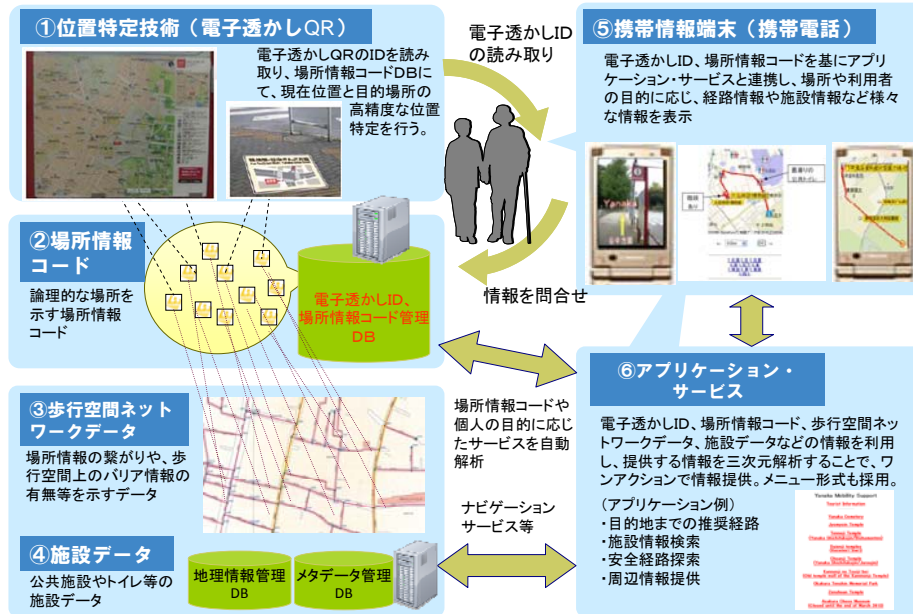 ①位置特定技術（電子透かしQR）
電子透かしQRのIDを読み
取り、場所情報コードDBに
て、現在位置と目的場所の
高精度な位置
特定を行う。
電子透かしID
の読み取り
情報を問合せ
⑤携帯情報端末（携帯電話）
電子透かしID、場所情報コードを基にアプリ
ケーション・サービスと連携し、場所や利用者
の目的に応じ、経路情報や施設情報など様々
な情報を表示
Yanaka
②場所情報
コード
論理的な場所を
示す場所情報
コード
電子透かしID、
場所情報コード管理
DB
③歩行空間ネット
ワークデータ
場所情報の繋がりや、歩
行空間上のバリア情報の
有無等を示すデータ
④施設データ
公共施設やトイレ等の
施設データ
地理情報管理
DB
メタデータ管理
DB
場所情報コードや
個人の目的に応じ
たサービスを自動
解析
ナビゲーション
サービス等
⑥アプリケーション・
サービス
電子透かしID、場所情報コード、歩行空間ネッ
トワークデータ、施設データなどの情報を利用
し、提供する情報を三次元解析することで、ワ
ンアクションで情報提供。メニュー形式も採用。
（アプリケーション例）
・目的地までの推奨経路
・施設情報検索
・安全経路探索
・周辺情報提供
Yanaka Mobility Support
Tourist Information
Yanaka Cemetery